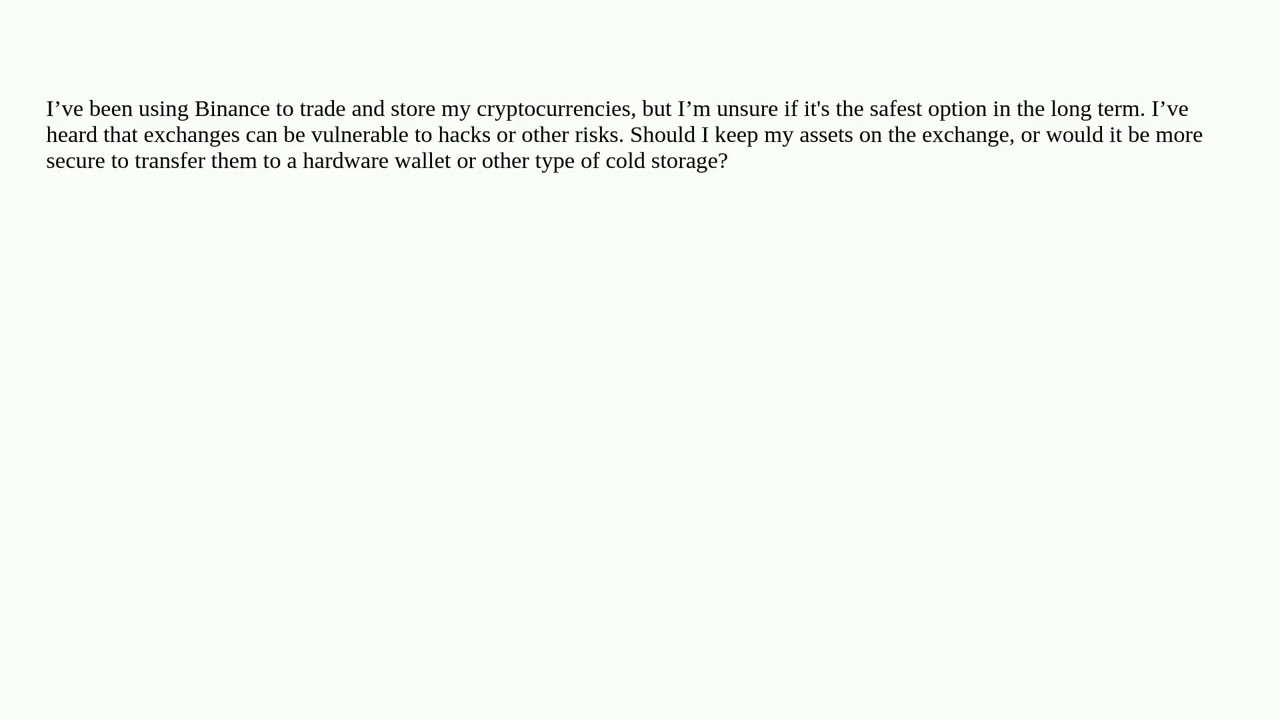 I’ve been using Binance to trade and store my cryptocurrencies, but I’m unsure if it's the safest option in the long term. I’ve
heard that exchanges can be vulnerable to hacks or other risks. Should I keep my assets on the exchange, or would it be more
secure to transfer them to a hardware wallet or other type of cold storage?